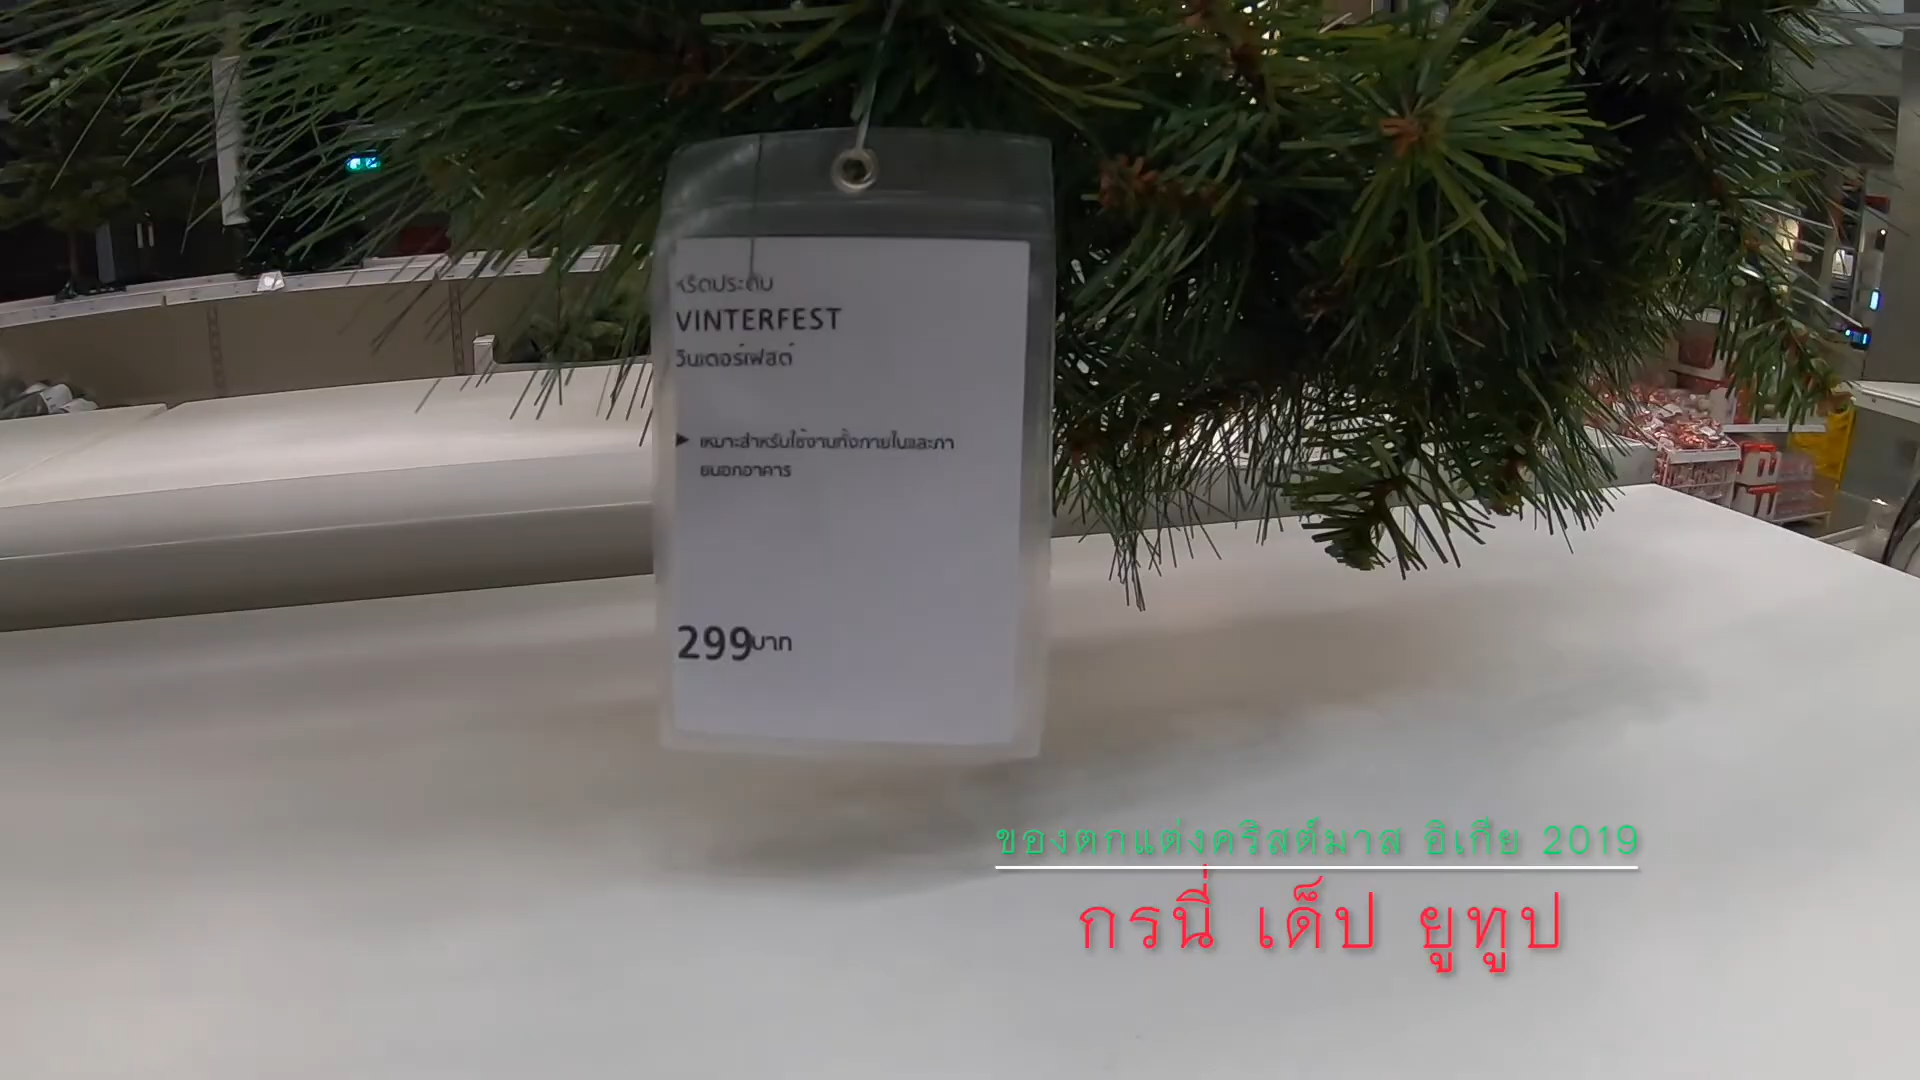 หรีดประดับ
VINTERFEST
วินเตอร์เฟสต์
▶ เหมาะสำหรับใช้งานทั้งภายในและภา
ยนอกอาคาร
299บาท
ของตกแต่งคริสต์มาส อิเกีย 2019
กรนี่ เด็ป ยูทูป